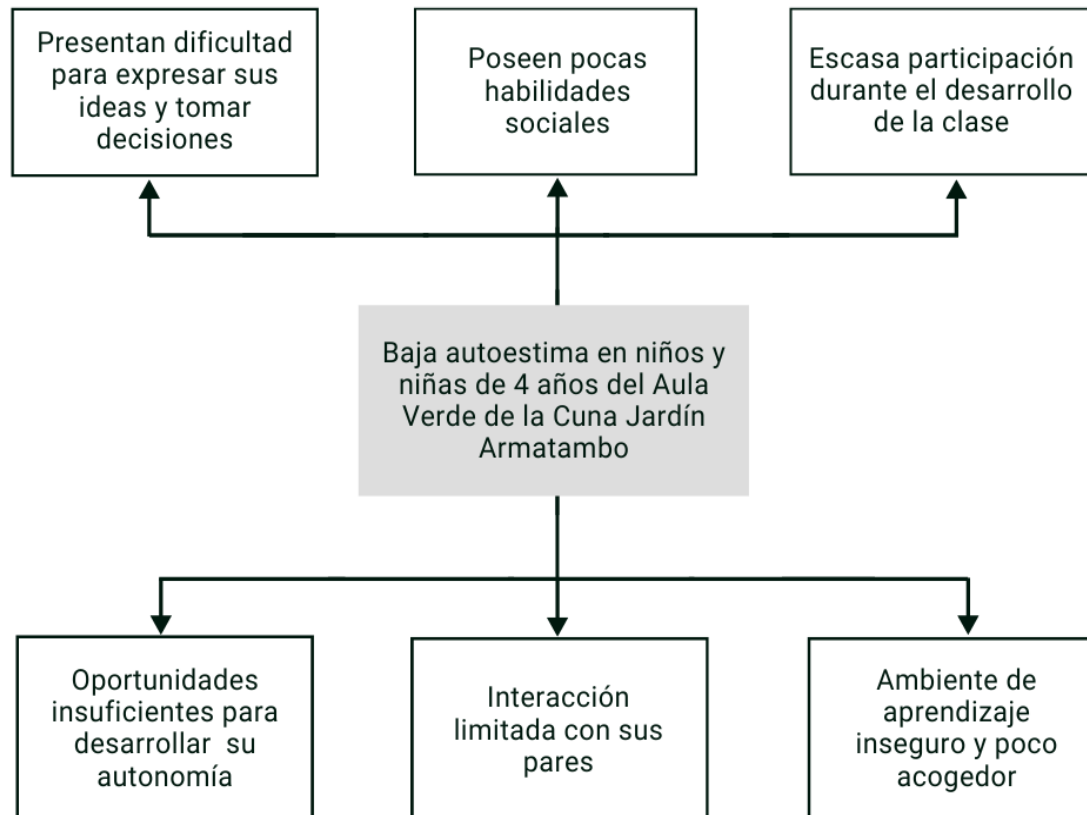 Presentan dificultad
para expresar sus
ideas y tomar
decisiones
Poseen pocas
habilidades
sociales
Escasa participación
durante el desarrollo
de la clase
Baja autoestima en niños y
niñas de 4 años del Aula
Verde de la Cuna Jardín
Armatambo
Oportunidades
insuficientes para
desarrollar su
autonomía
Interacción
limitada con sus
pares
Ambiente de
aprendizaje
inseguro y poco
acogedor